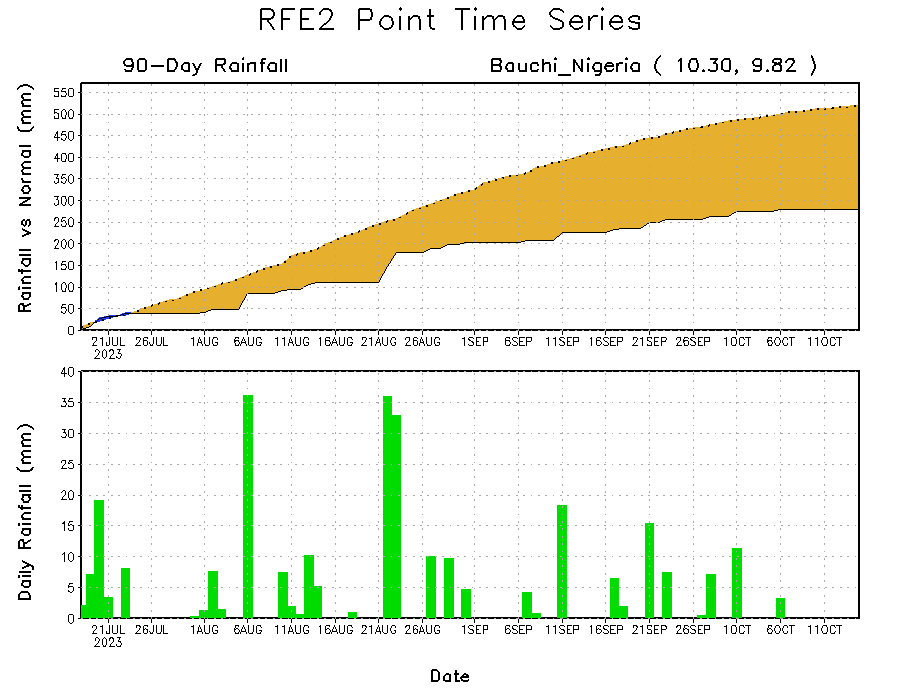 RFE2 Point Time Series
90-Day Rainfall
Bauchi_Nigeria ( 10.30, 9.82 )
Rainfall vs Normal (mm)
550
500
450
400
350
300
250
200
150
100
50
0
21JUL 26JUL 1AUG 6AUG 11AUG 16AUG 21AUG 26AUG 1SEP 6SEP 11SEP 16SEP 21SEP 26SEP 1OCT 6OCT 11OCT
2023
Daily Rainfall (mm)
40
35
30
25
20
15
10
5
0
21JUL 26JUL 1AUG 6AUG 11AUG 16AUG 21AUG 26AUG 1SEP 6SEP 11SEP 16SEP 21SEP 26SEP 1OCT 6OCT 11OCT
2023
Date